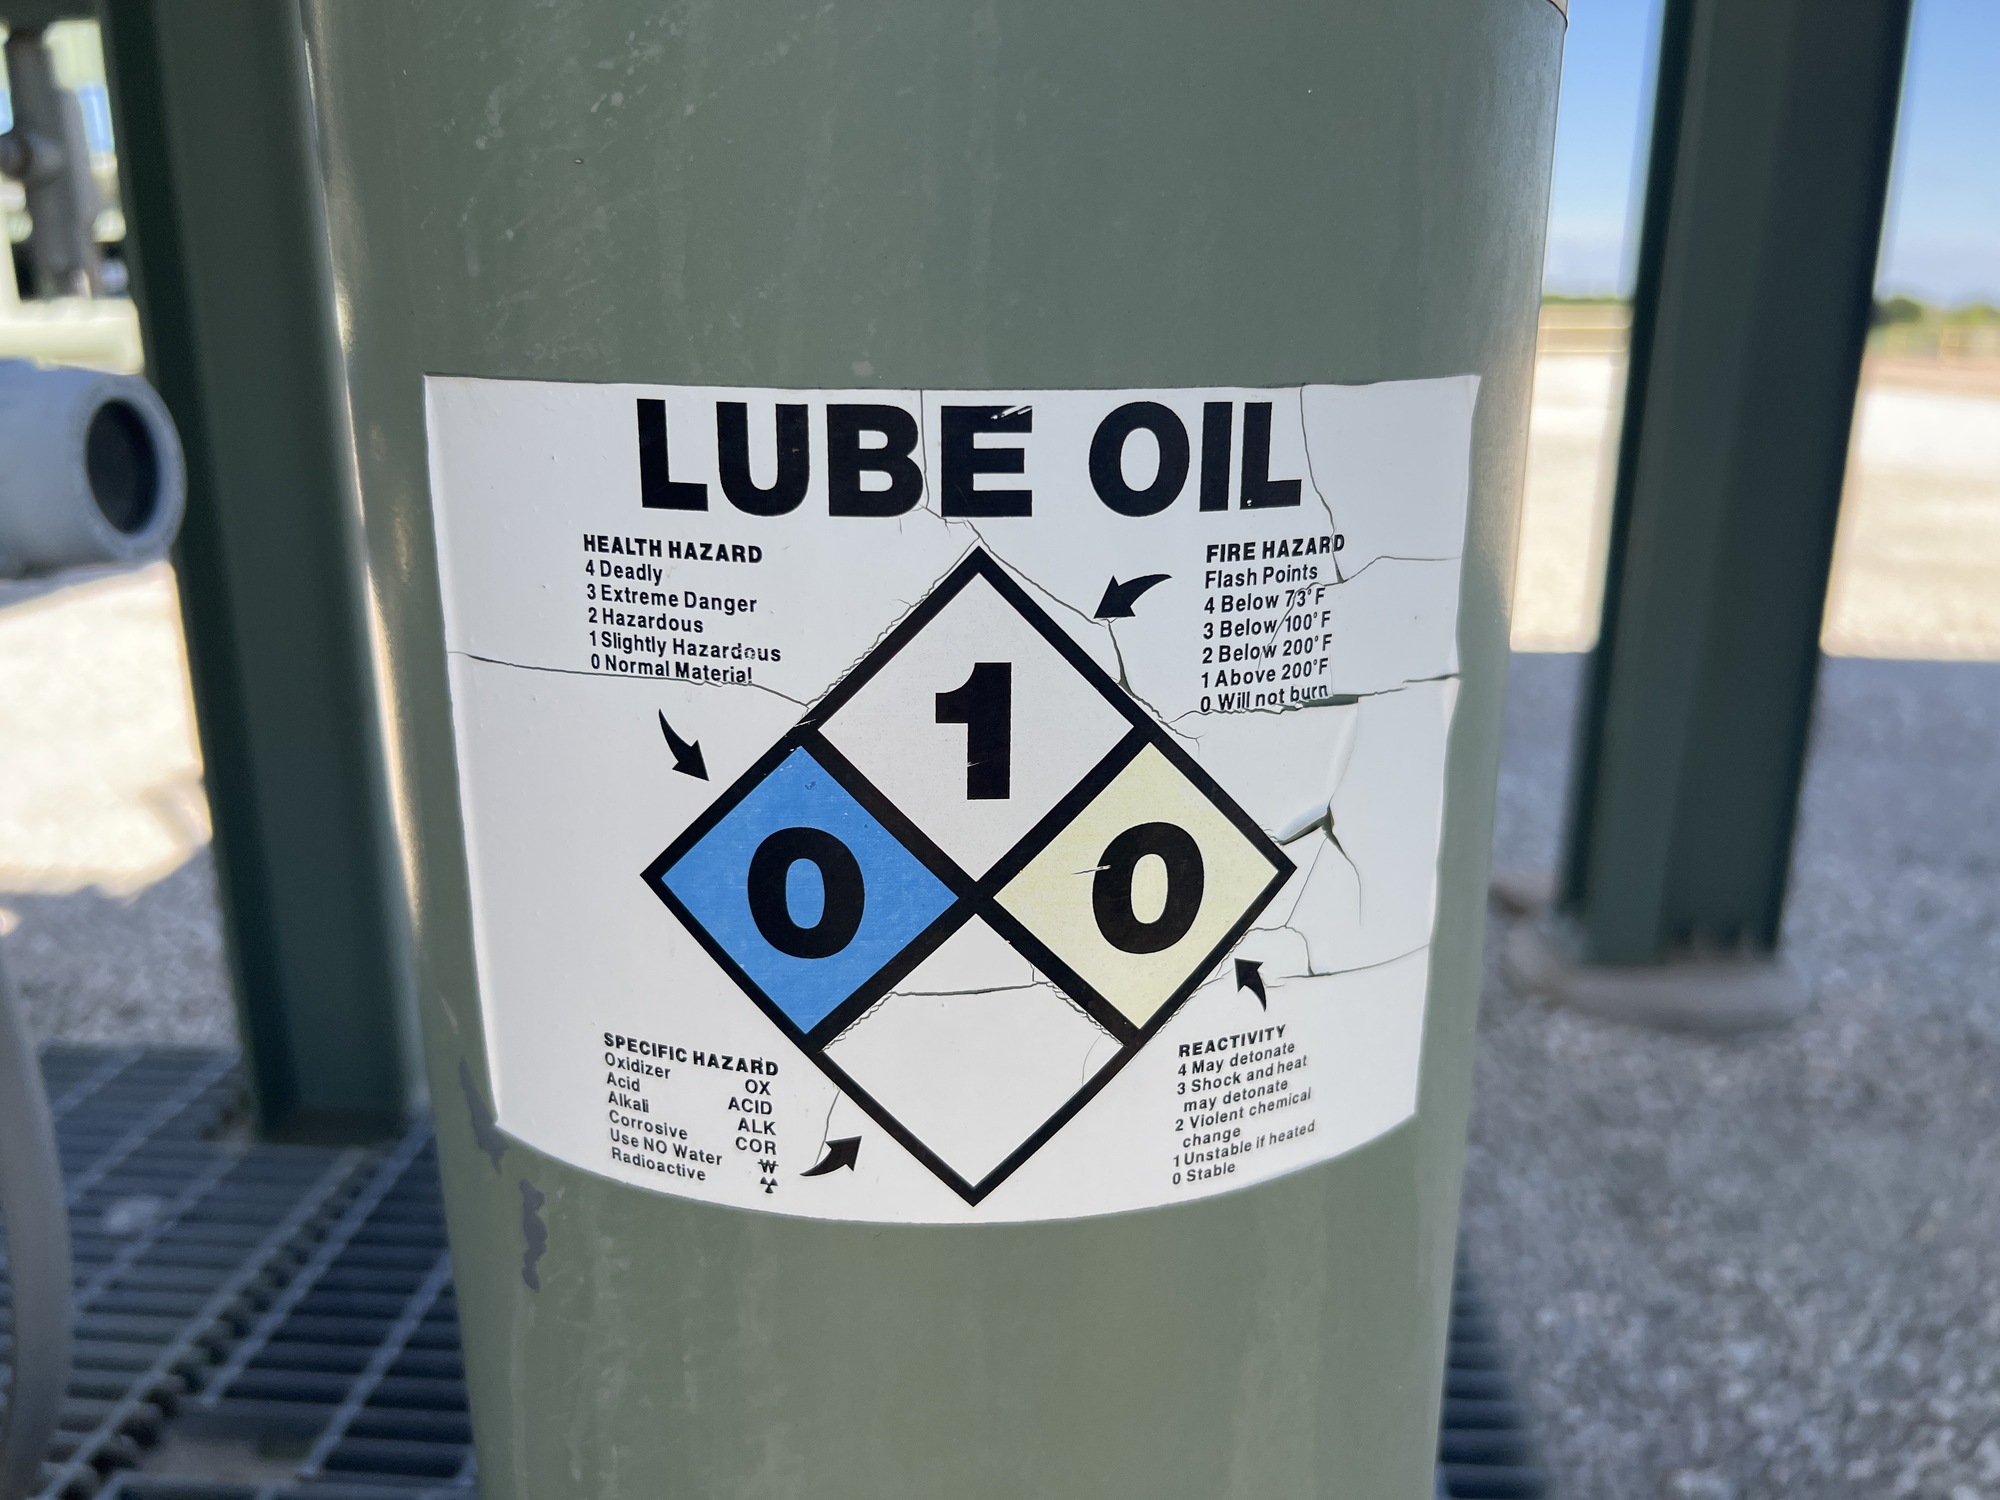 LUBE OIL
HEALTH HAZARD
4 Deadly
3 Extreme Danger
2 Hazardous
1 Slightly Hazardous
0 Normal Material
FIRE HAZARD
Flash Points
4 Below 73°F
3 Below 100°F
2 Below 200°F
1 Above 200°F
0 Will not burn
1
0
0
SPECIFIC HAZARD
Oxidizer OX
Acid ACID
Alkali ALK
Corrosive COR
Use NO Water W
Radioactive
REACTIVITY
4 May detonate
3 Shock and heat
may detonate
2 Violent chemical
change
1 Unstable if heated
0 Stable